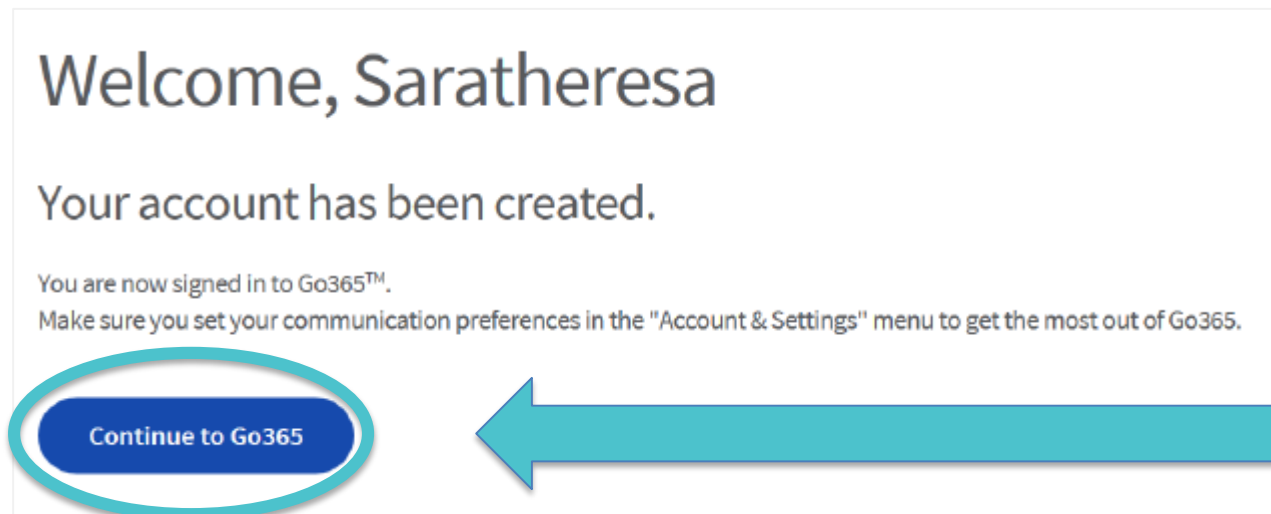 Welcome, Saratheresa
Your account has been created.
You are now signed in to Go365™.
Make sure you set your communication preferences in the "Account & Settings" menu to get the most out of Go365.
Continue to Go365